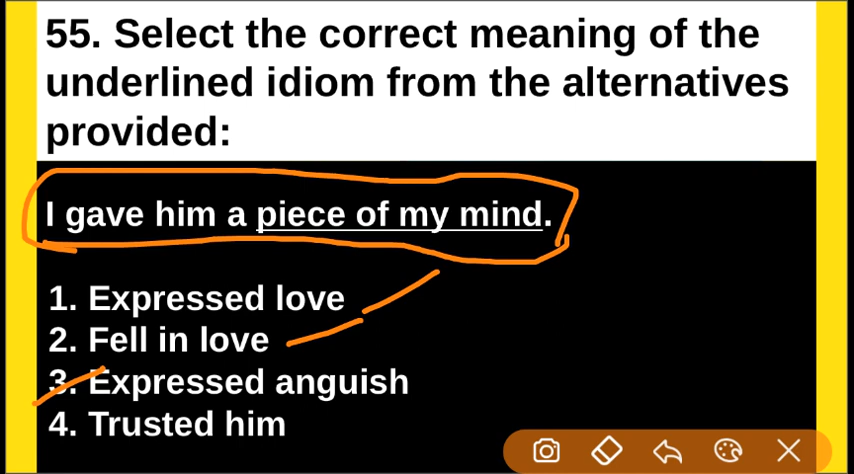 55. Select the correct meaning of the
underlined idiom from the alternatives
provided:
I gave him a piece of my mind.
1. Expressed love
2. Fell in love
3. Expressed anguish
4. Trusted him